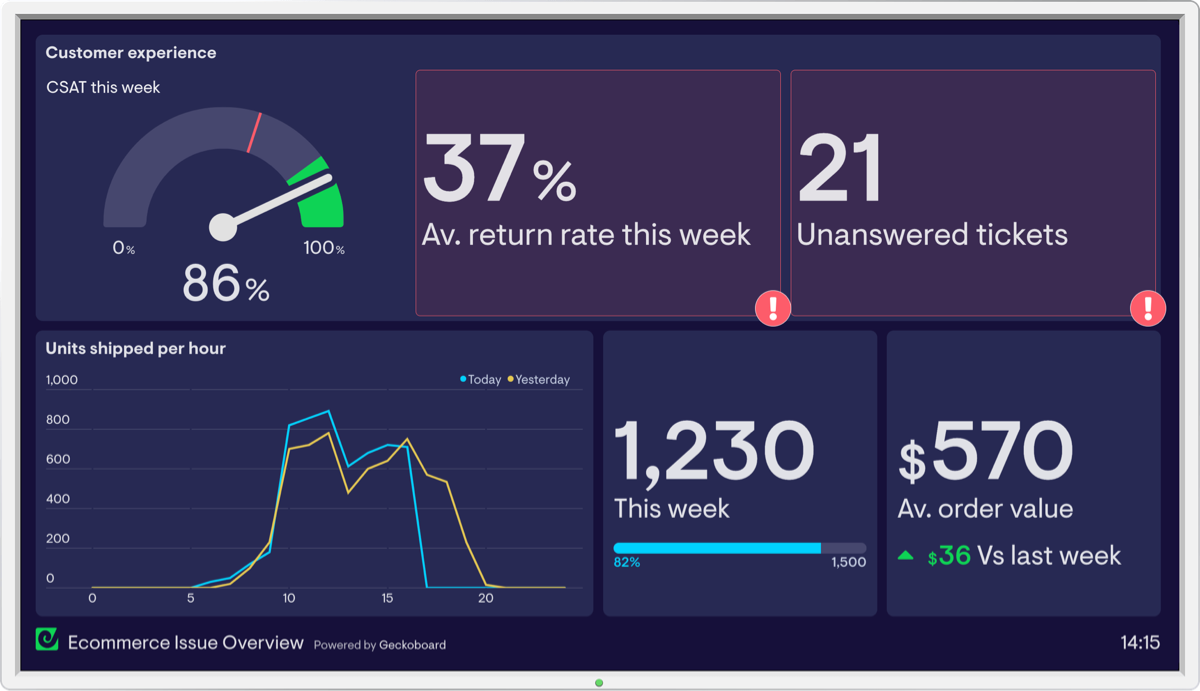 Customer experience
CSAT this week
0%
100%
86%
37%
Av. return rate this week
!
21
Unanswered tickets
!
Units shipped per hour
Today Yesterday
1,000
800
600
400
200
0
0 5 10 15 20
1,230
This week
82% 1,500
$570
Av. order value
$36 Vs last week
Ecommerce Issue Overview Powered by Geckoboard
14:15